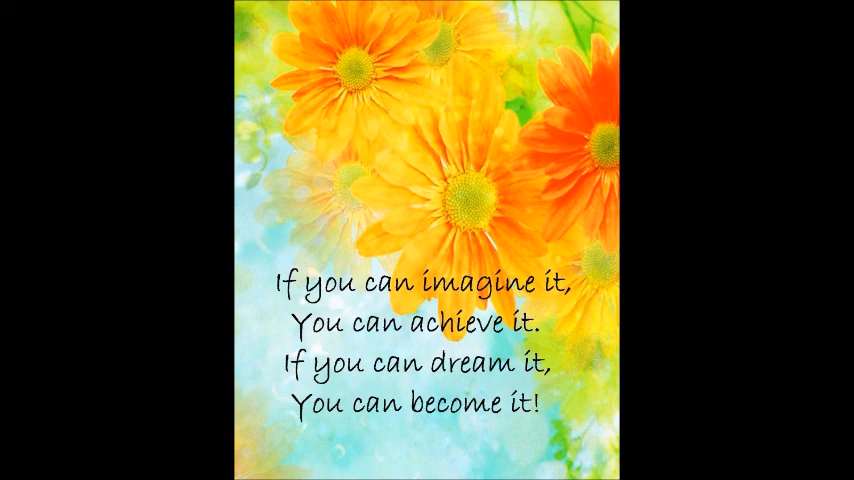 If you can imagine it,
You can achieve it.
If you can dream it,
You can become it!